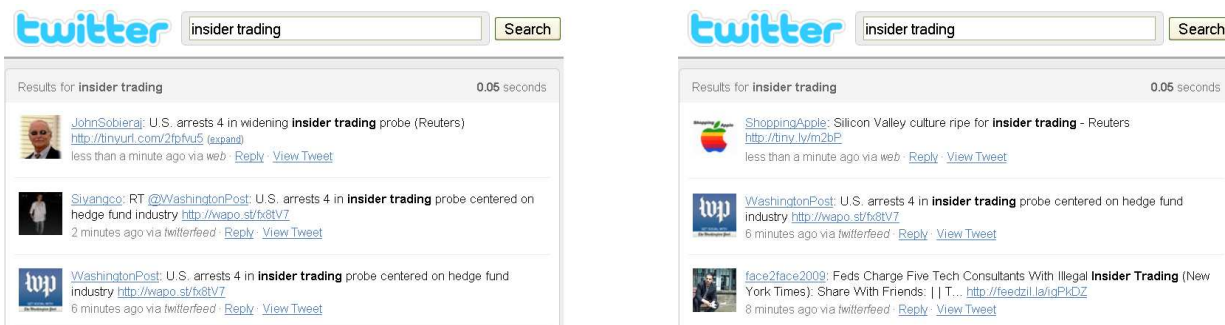 twitter
insider trading
Search
Results for insider trading
0.05 seconds
JohnSobieraj: U.S. arrests 4 in widening insider trading probe (Reuters)
http://tinyurl.com/2fpfvu5 (expand)
less than a minute ago via web · Reply · View Tweet
Siyangco: RT @WashingtonPost: U.S. arrests 4 in insider trading probe centered on
hedge fund industry http://wapo.st/fx8tV7
2 minutes ago via twitterfeed · Reply · View Tweet
WashingtonPost: U.S. arrests 4 in insider trading probe centered on hedge fund
industry http://wapo.st/fx8tV7
6 minutes ago via twitterfeed · Reply · View Tweet
wp
twitter
insider trading
Search
Results for insider trading
0.05 seconds
Shopping Apple
ShoppingApple: Silicon Valley culture ripe for insider trading - Reuters
http://tiny.ly/m2bP
less than a minute ago via web · Reply · View Tweet
wp
WashingtonPost: U.S. arrests 4 in insider trading probe centered on hedge fund
industry http://wapo.st/fx8tV7
6 minutes ago via twitterfeed · Reply · View Tweet
face2face2009: Feds Charge Five Tech Consultants With Illegal Insider Trading (New
York Times): Share With Friends: | | T... http://feedzil.la/igPkDZ
8 minutes ago via twitterfeed · Reply · View Tweet